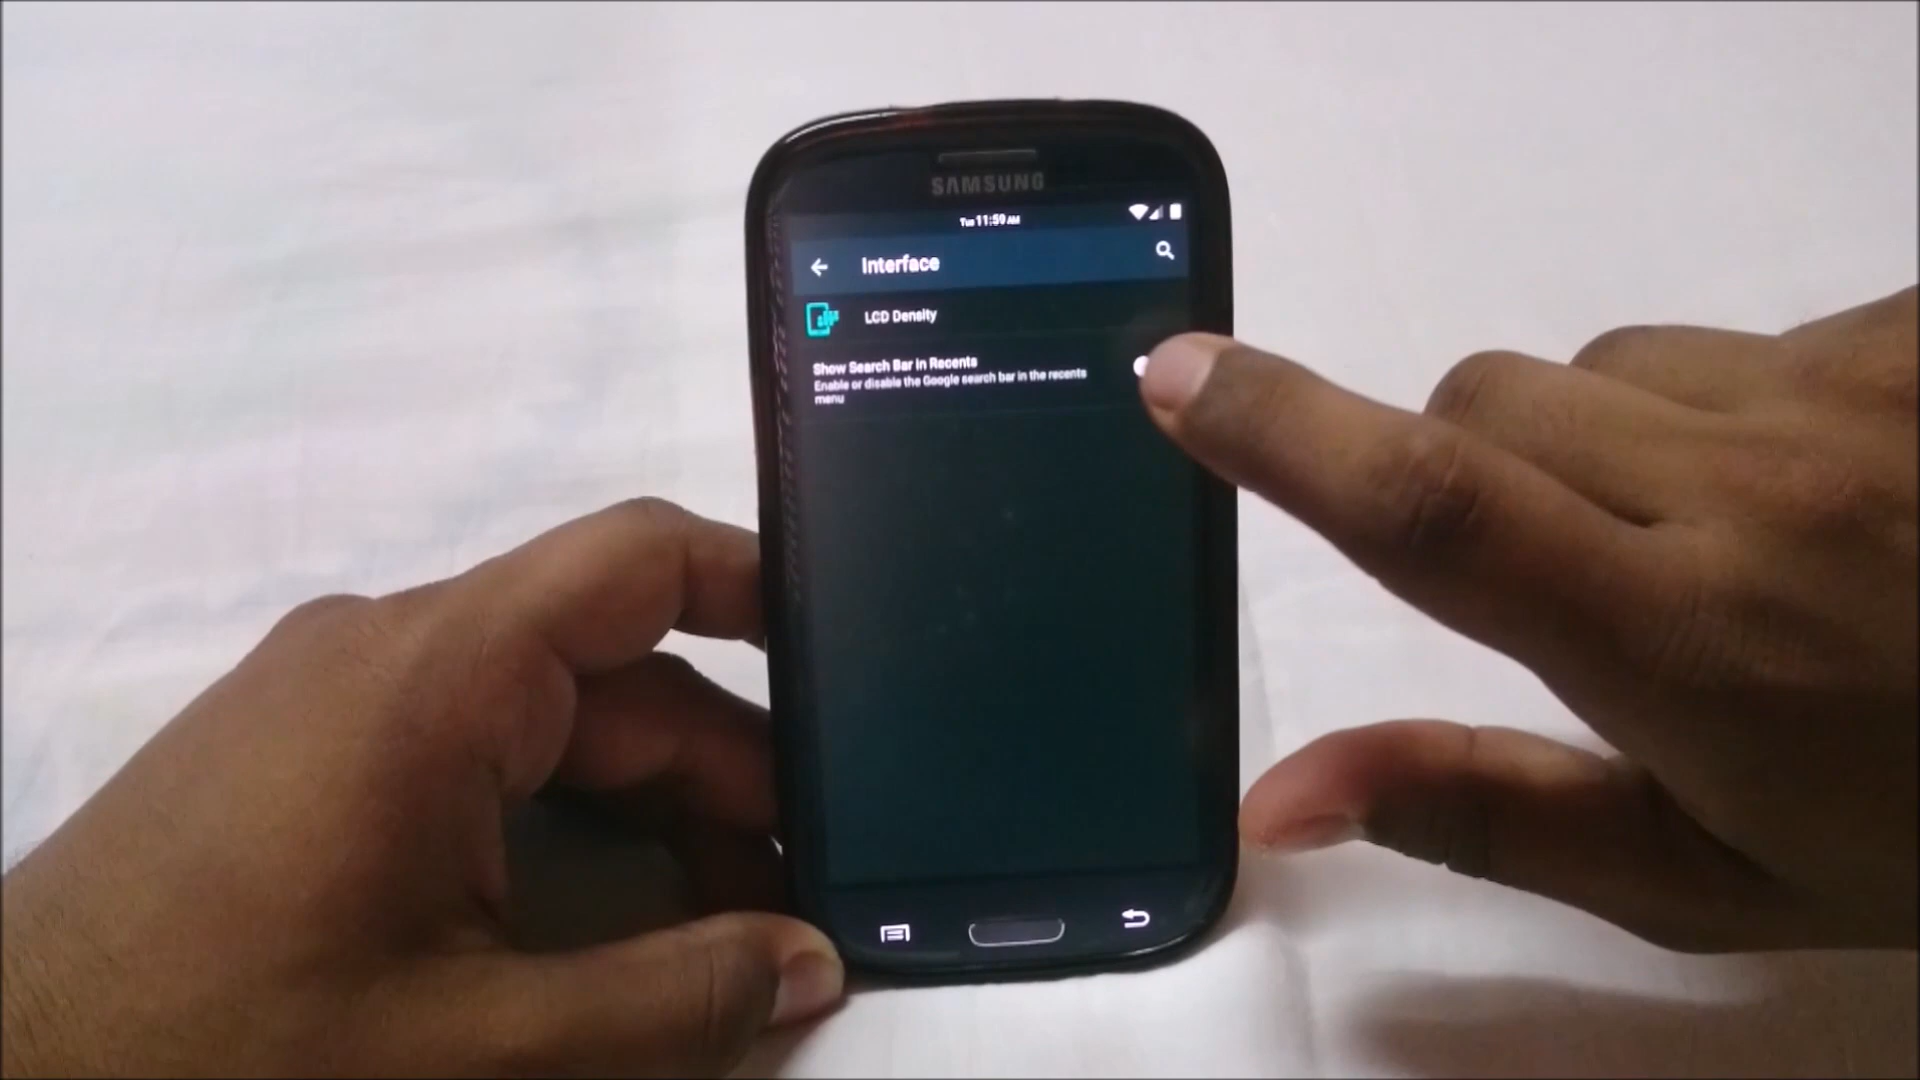 SAMSUNG
Tue 11:59 AM
Interface
LCD Density
Show Search Bar in Recents
Enable or disable the Google search bar in the recents
menu